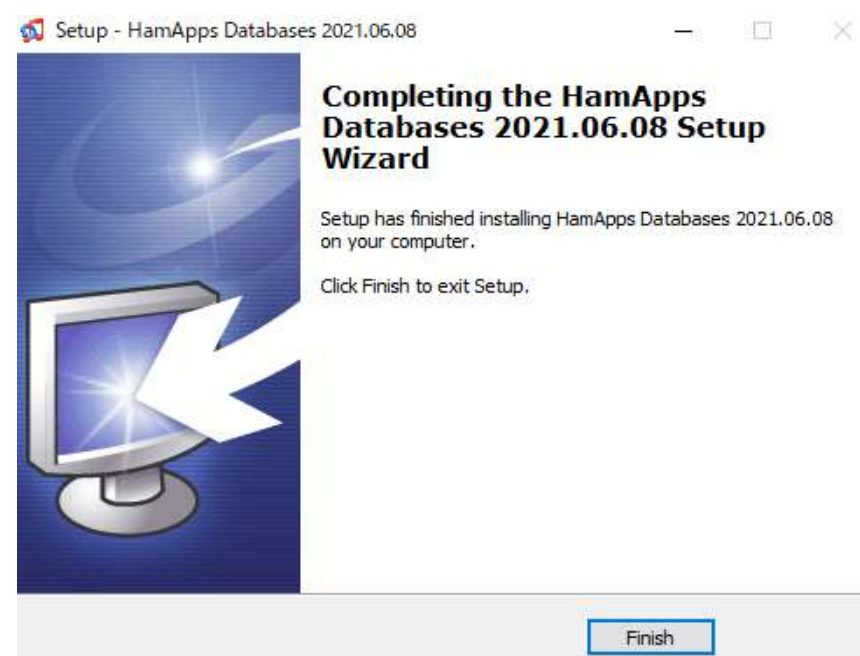 Setup - HamApps Databases 2021.06.08
Completing the HamApps
Databases 2021.06.08 Setup
Wizard
Setup has finished installing HamApps Databases 2021.06.08
on your computer.
Click Finish to exit Setup.
Finish